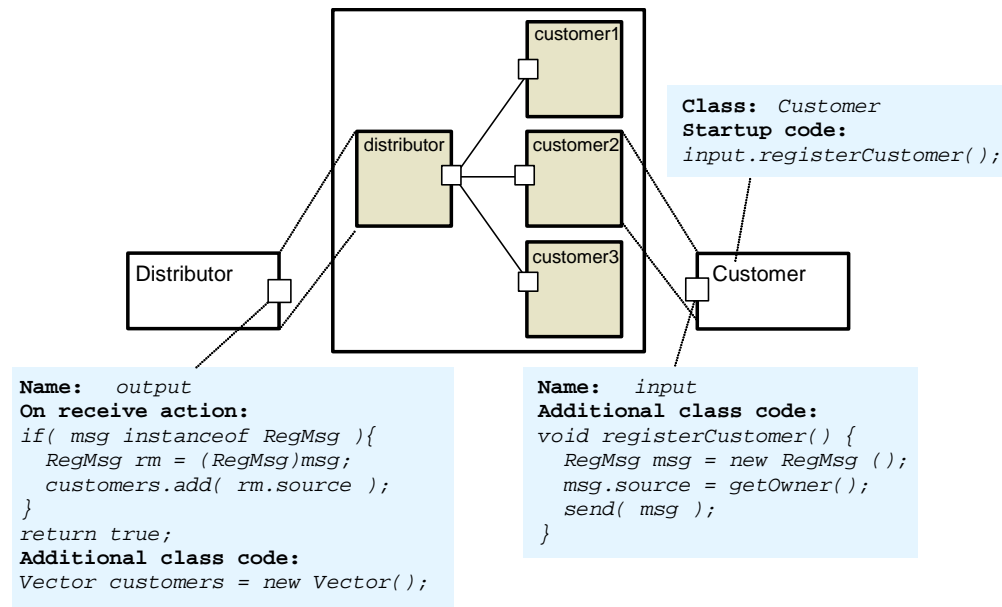 customer1
distributor
customer2
customer3
Class: Customer
Startup code:
input.registerCustomer();
Distributor
Customer
Name: output
On receive action:
if( msg instanceof RegMsg ){
RegMsg rm = (RegMsg)msg;
customers.add( rm.source );
}
return true;
Additional class code:
Vector customers = new Vector();
Name: input
Additional class code:
void registerCustomer() {
RegMsg msg = new RegMsg ();
msg.source = getOwner();
send( msg );
}